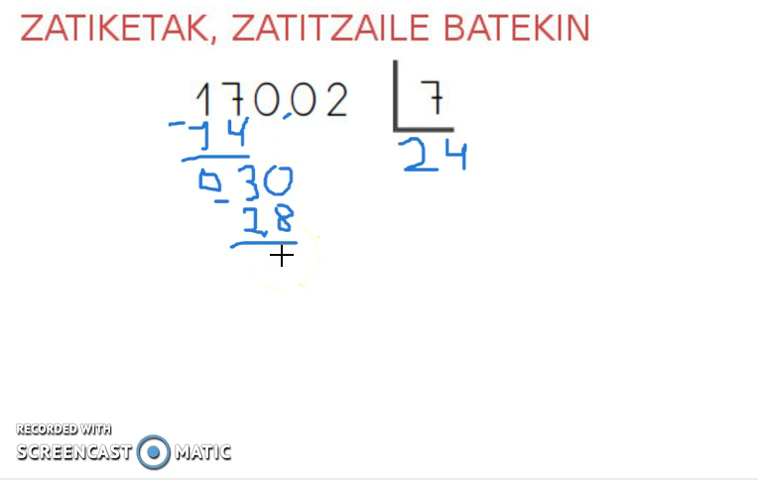 ZATIKETAK, ZATITZAILE BATEKIN
170,02 7
-14 24
030
-28
RECORDED WITH
SCREENCAST MATIC